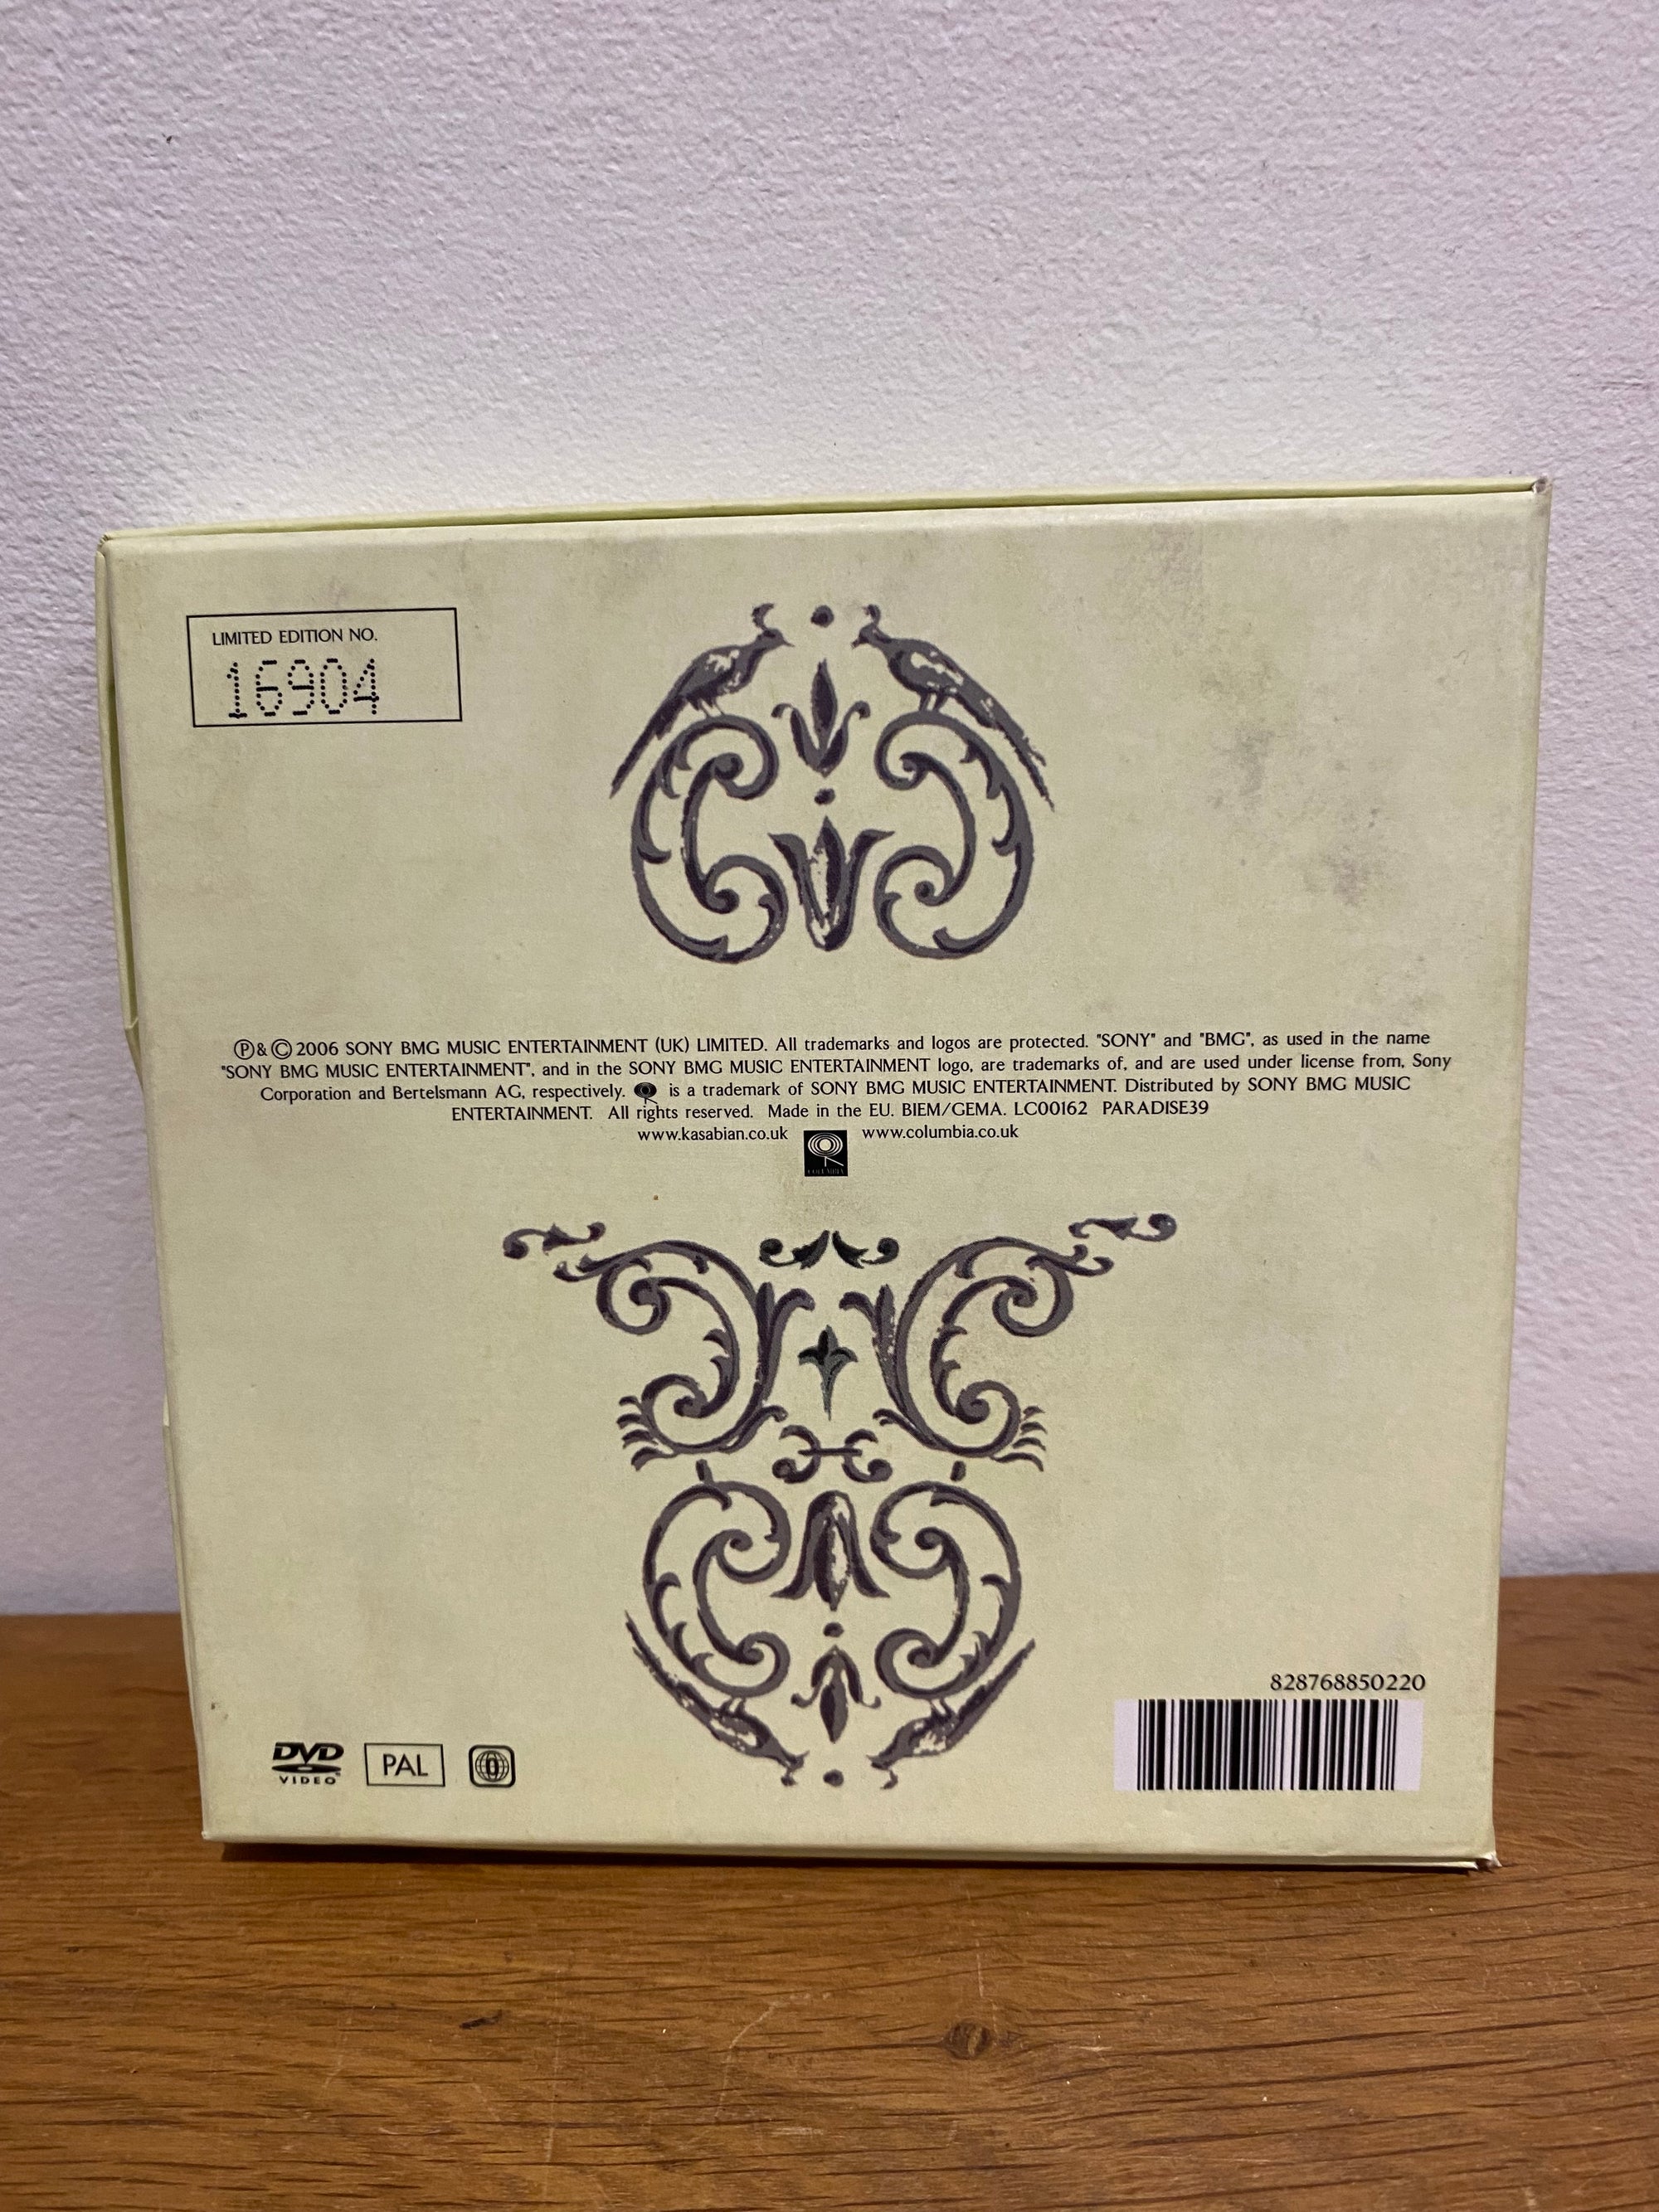 LIMITED EDITION NO.
16904
℗ & © 2006 SONY BMG MUSIC ENTERTAINMENT (UK) LIMITED. All trademarks and logos are protected. "SONY" and "BMG", as used in the name
"SONY BMG MUSIC ENTERTAINMENT", and in the SONY BMG MUSIC ENTERTAINMENT logo, are trademarks of, and are used under license from, Sony
Corporation and Bertelsmann AG, respectively. is a trademark of SONY BMG MUSIC ENTERTAINMENT. Distributed by SONY BMG MUSIC
ENTERTAINMENT. All rights reserved. Made in the EU. BIEM/GEMA. LC00162 PARADISE39
www.kasabian.co.uk www.columbia.co.uk
COLUMBIA
828768850220
DVD
VIDEO
PAL
0